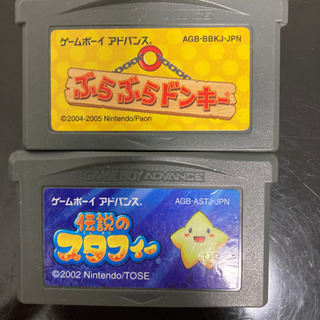 ゲームボーイ アドバンス
AGB-BBKJ-JPN
ぶらぶらドンキー
©2004-2005 Nintendo/Paon
GAME BOY ADVANCE
ゲームボーイ アドバンス
AGB-ASTJ-JPN
伝説の
スタフィー
©2002 Nintendo/TOSE